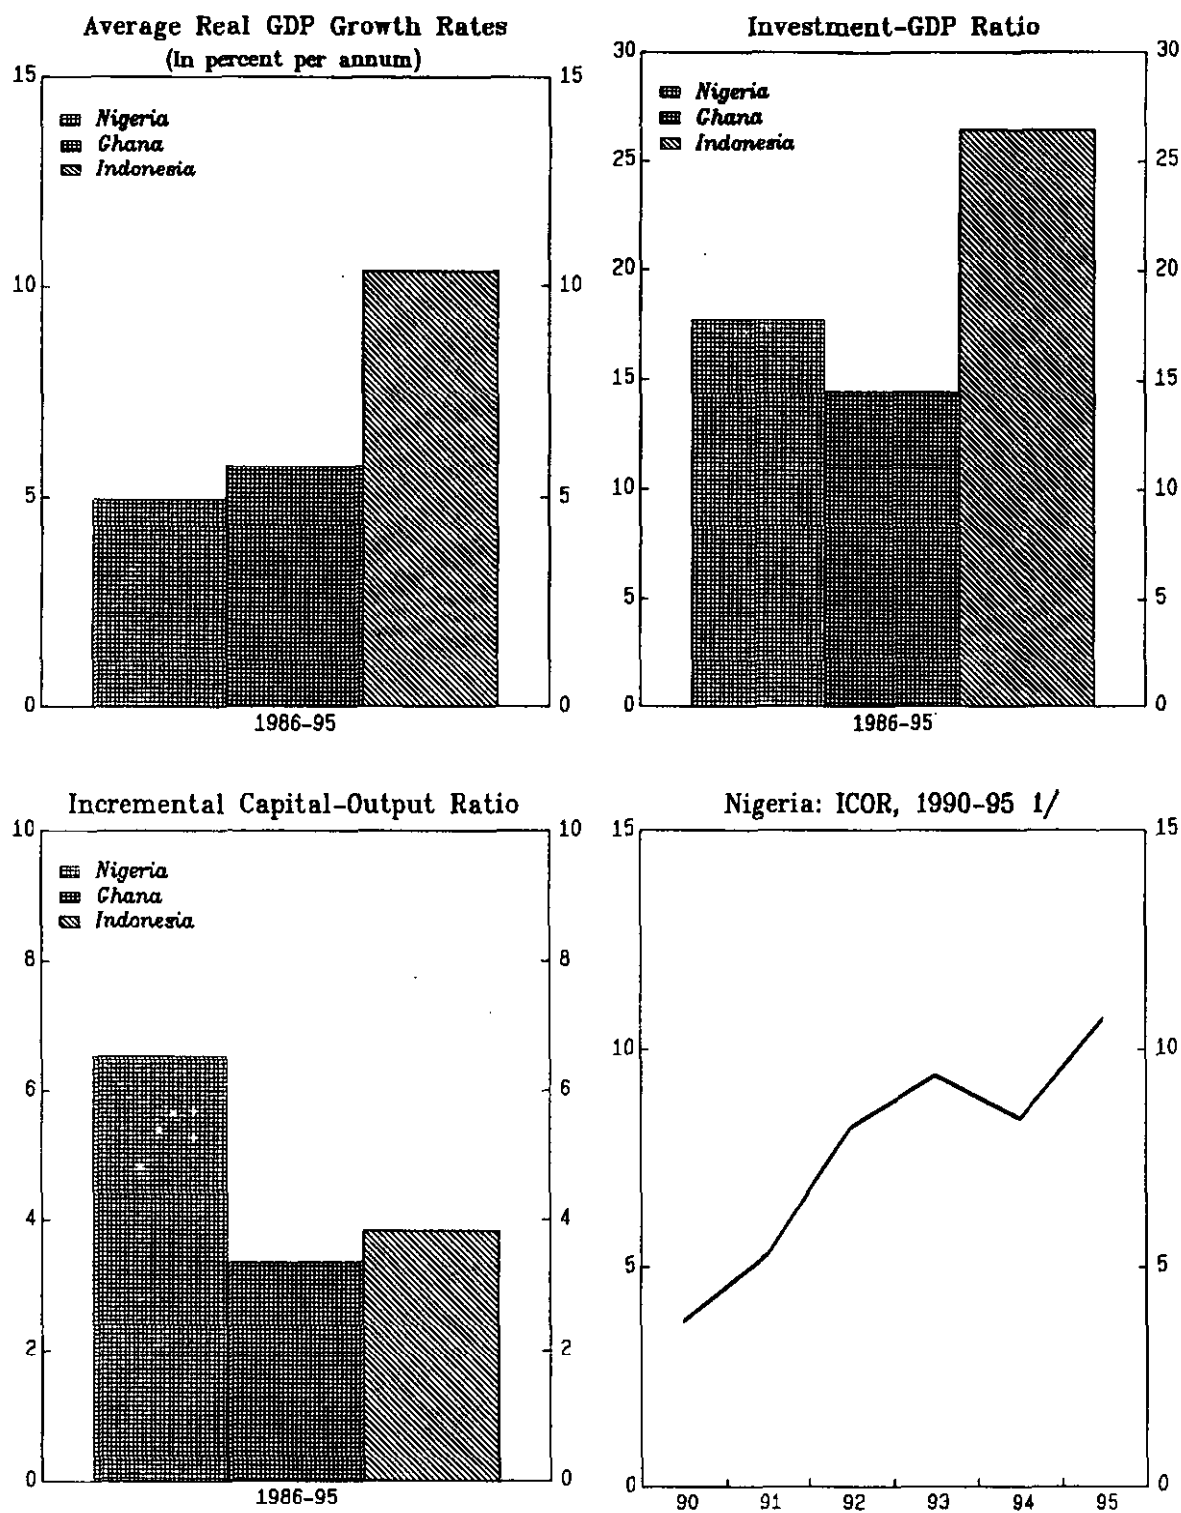 Average Real GDP Growth Rates
(In percent per annum)
15 15
Nigeria
Ghana
Indonesia
10 10
5 5
0 0
1986-95
Investment-GDP Ratio
30 30
Nigeria
Ghana
Indonesia
25 25
20 20
15 15
10 10
5 5
0 0
1986-95
Incremental Capital-Output Ratio
10 10
Nigeria
Ghana
Indonesia
8 8
6 6
4 4
2 2
0 0
1986-95
Nigeria: ICOR, 1990-95 1/
15 15
10 10
5 5
0 0
90 91 92 93 94 95